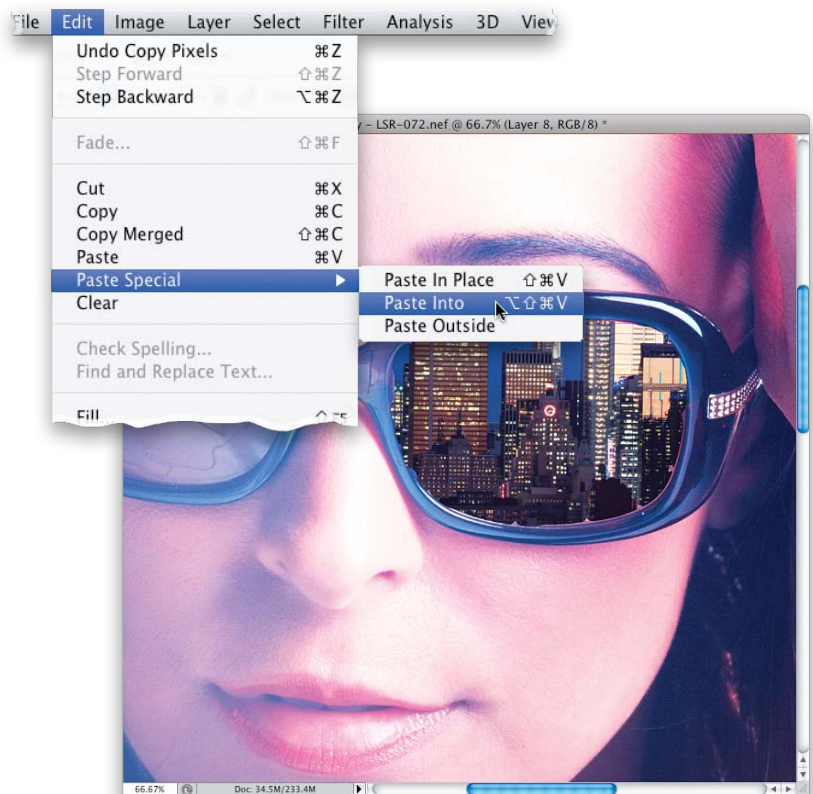 File Edit Image Layer Select Filter Analysis 3D View
Undo Copy Pixels ⌘Z
Step Forward ⇧⌘Z
Step Backward ⌥⌘Z
Fade... ⇧⌘F
Cut ⌘X
Copy ⌘C
Copy Merged ⇧⌘C
Paste ⌘V
Paste Special ▶
Paste In Place ⇧⌘V
Paste Into ⌥⇧⌘V
Paste Outside
Clear
Check Spelling...
Find and Replace Text...
Fill...
y – LSR-072.nef @ 66.7% (Layer 8, RGB/8) *
66.67% Doc: 34.5M/233.4M